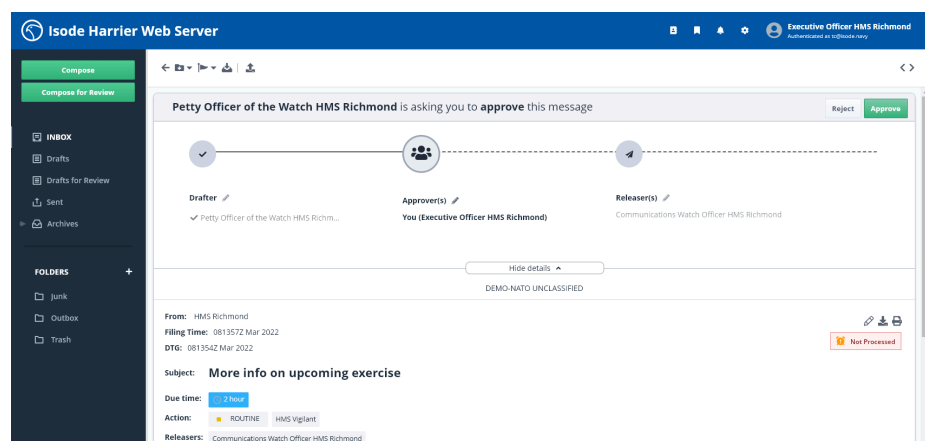 Isode Harrier Web Server
Executive Officer HMS Richmond
Authenticated as tc@isode.navy
Compose
Compose for Review
INBOX
Drafts
Drafts for Review
Sent
Archives
FOLDERS +
Junk
Outbox
Trash
Petty Officer of the Watch HMS Richmond is asking you to approve this message
Reject
Approve
Drafter
Petty Officer of the Watch HMS Richm...
Approver(s)
You (Executive Officer HMS Richmond)
Releaser(s)
Communications Watch Officer HMS Richmond
Hide details
DEMO-NATO UNCLASSIFIED
From: HMS Richmond
Filing Time: 081357Z Mar 2022
DTG: 081354Z Mar 2022
Not Processed
Subject: More info on upcoming exercise
Due time: 2 hour
Action: ROUTINE HMS Vigilant
Releasers: Communications Watch Officer HMS Richmond